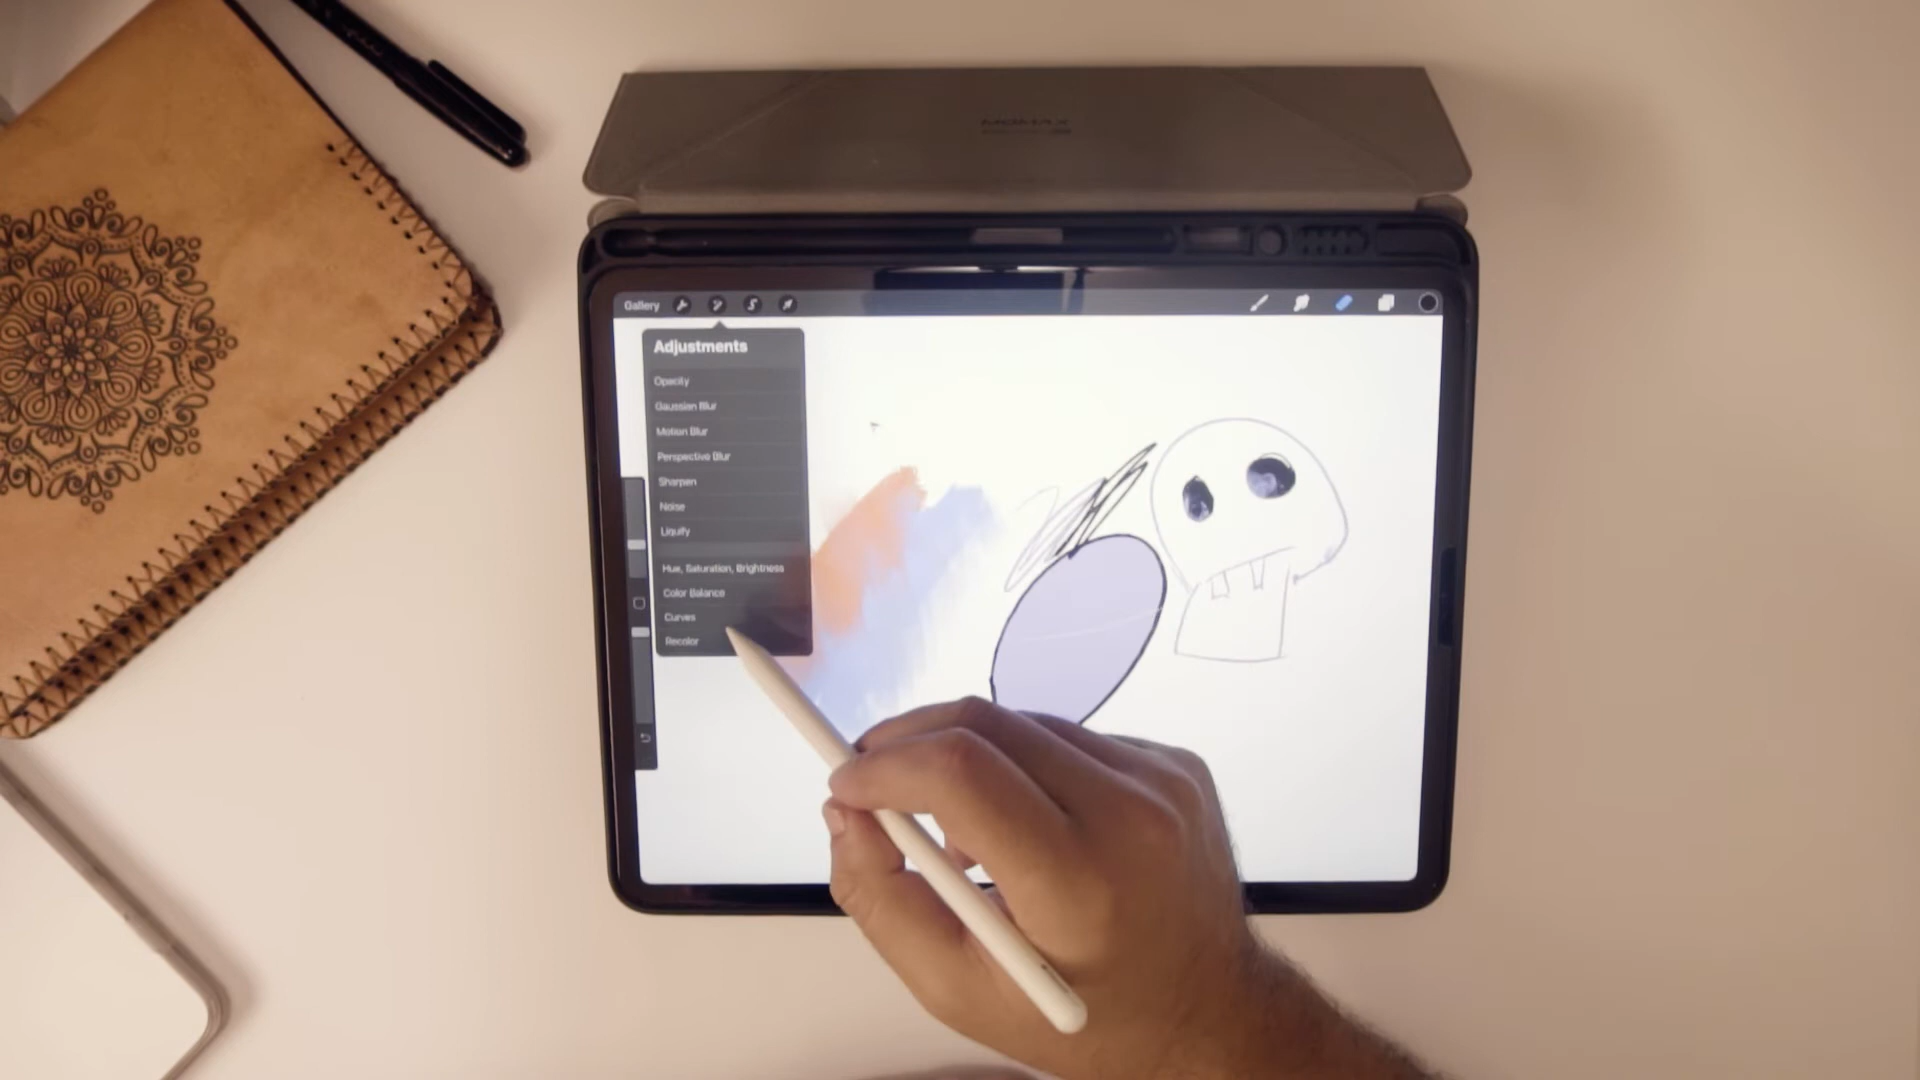 MOMAX
Gallery
Adjustments
Opacity
Gaussian Blur
Motion Blur
Perspective Blur
Sharpen
Noise
Liquify
Hue, Saturation, Brightness
Color Balance
Curves
Recolor